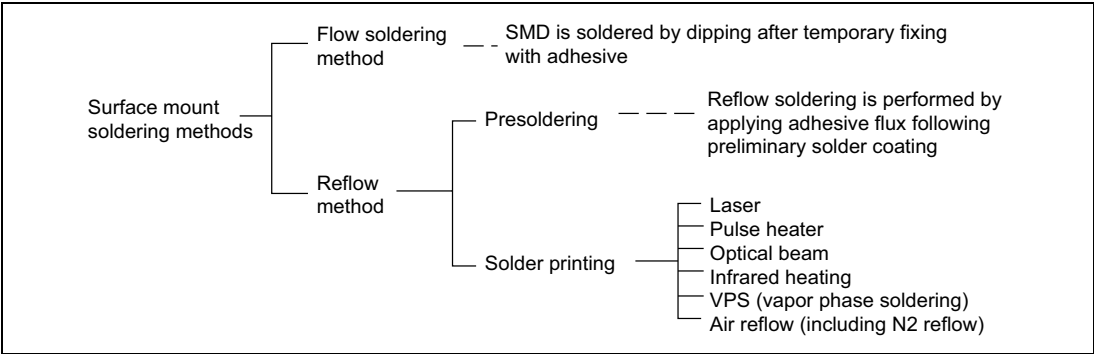 Surface mount
soldering methods
Flow soldering
method
SMD is soldered by dipping after temporary fixing
with adhesive
Reflow
method
Presoldering
Reflow soldering is performed by
applying adhesive flux following
preliminary solder coating
Solder printing
Laser
Pulse heater
Optical beam
Infrared heating
VPS (vapor phase soldering)
Air reflow (including N2 reflow)